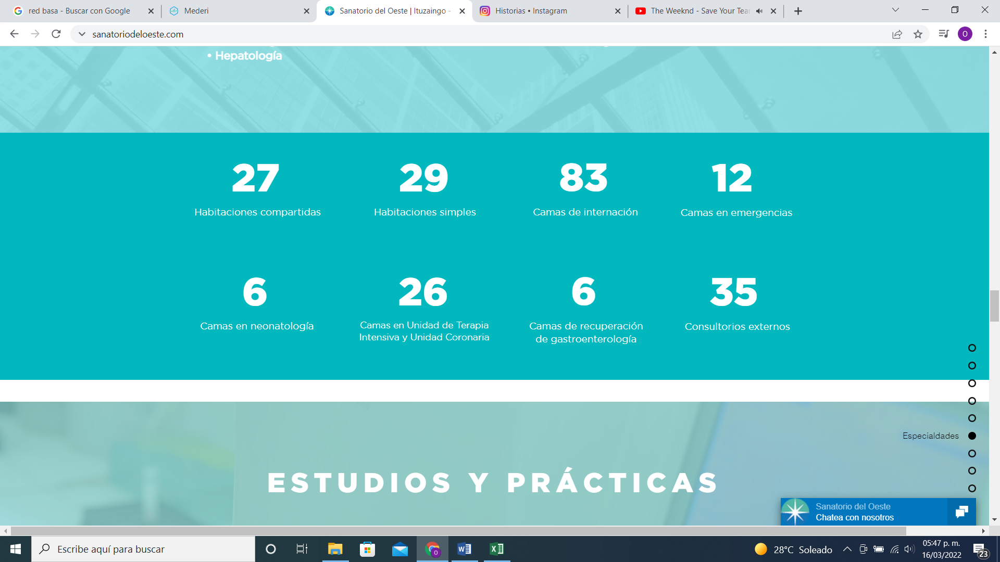 red basa - Buscar con Google
Mederi
Sanatorio del Oeste | Ituzaingo -
Historias • Instagram
The Weeknd - Save Your Tear
sanatoriodeloeste.com
O
• Hepatología
27
29
83
12
Habitaciones compartidas
Habitaciones simples
Camas de internación
Camas en emergencias
6
26
6
35
Camas en neonatología
Camas en Unidad de Terapia
Intensiva y Unidad Coronaria
Camas de recuperación
de gastroenterología
Consultorios externos
Especialdades
ESTUDIOS Y PRÁCTICAS
Sanatorio del Oeste
Chatea con nosotros
Escribe aquí para buscar
28°C Soleado
05:47 p. m.
16/03/2022
23